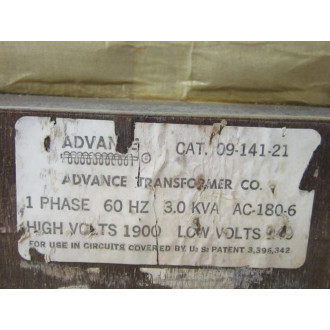 ADVANCE CAT. 09-141-21
ADVANCE TRANSFORMER CO.
1 PHASE 60 HZ 3.0 KVA AC-180-6
HIGH VOLTS 1900 LOW VOLTS
FOR USE IN CIRCUITS COVERED BY U.S. PATENT 3,396,342